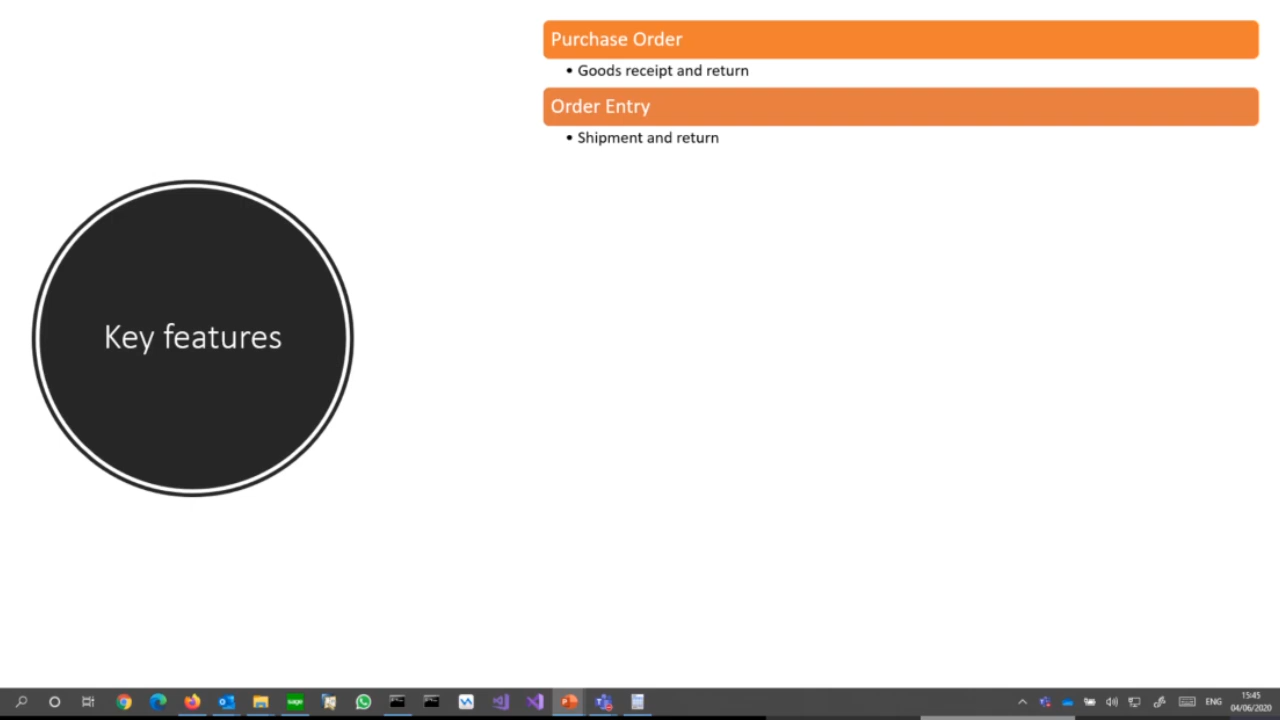 Purchase Order
• Goods receipt and return
Order Entry
• Shipment and return
Key features
sage
ENG
15:45
04/06/2020